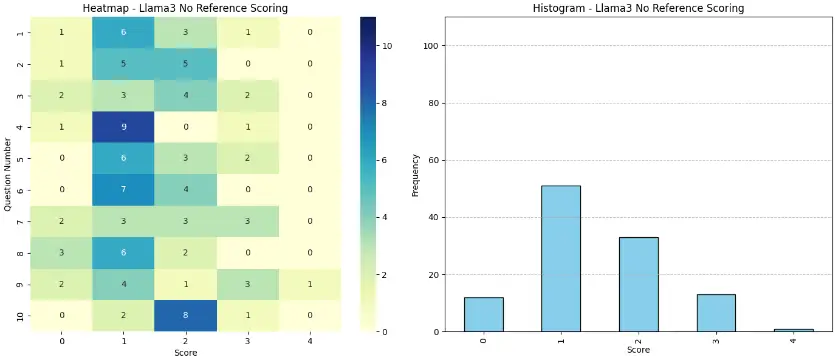 Heatmap - Llama3 No Reference Scoring
1 1 6 3 1 0
2 1 5 5 0 0
3 2 3 4 2 0
4 1 9 0 1 0
5 0 6 3 2 0
6 0 7 4 0 0
7 2 3 3 3 0
8 3 6 2 0 0
9 2 4 1 3 1
10 0 2 8 1 0
0 1 2 3 4
Score
Question Number
10
8
6
4
2
0
Histogram - Llama3 No Reference Scoring
100
80
60
40
20
0
Frequency
0 1 2 3 4
Score